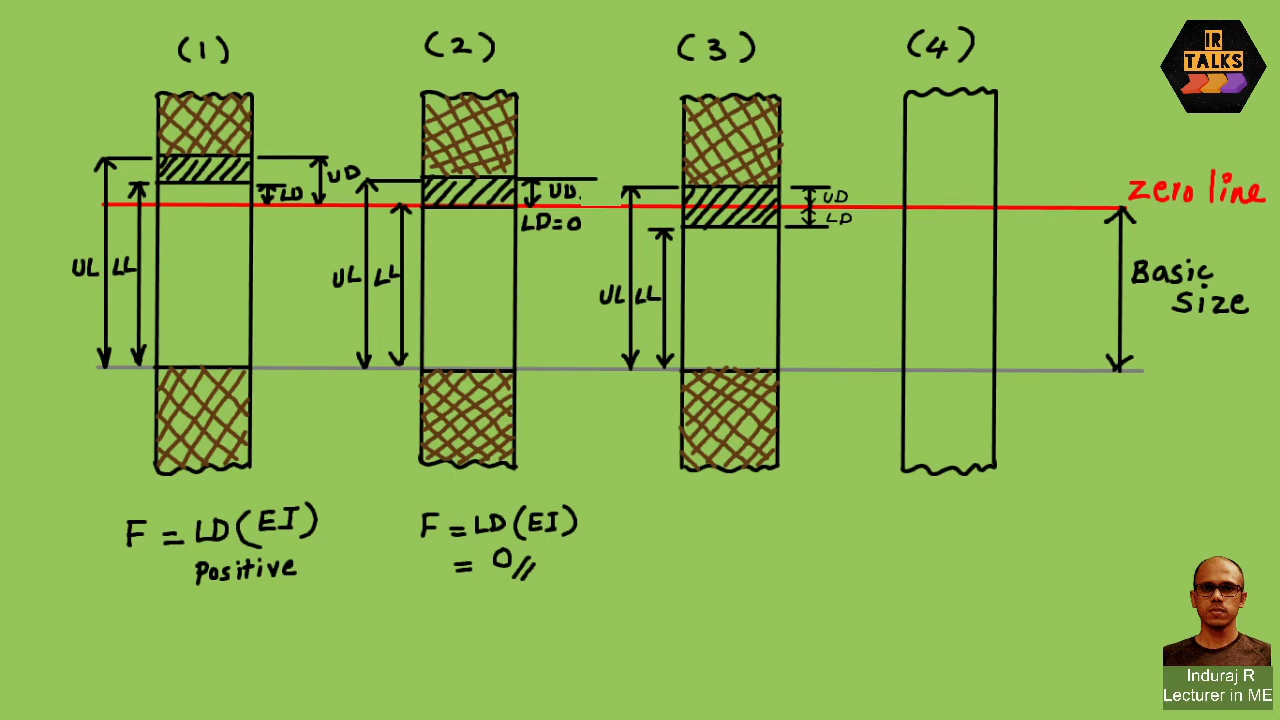 (1)
(2)
(3)
(4)
IR
TALKS
UD
LD
UL
LL
UD.
LD=0
UL
LL
UD
LD
UL
LL
Zero line
Basic
Size
F = LD(EI)
Positive
F = LD(EI)
= 0//
Induraj R
Lecturer in ME